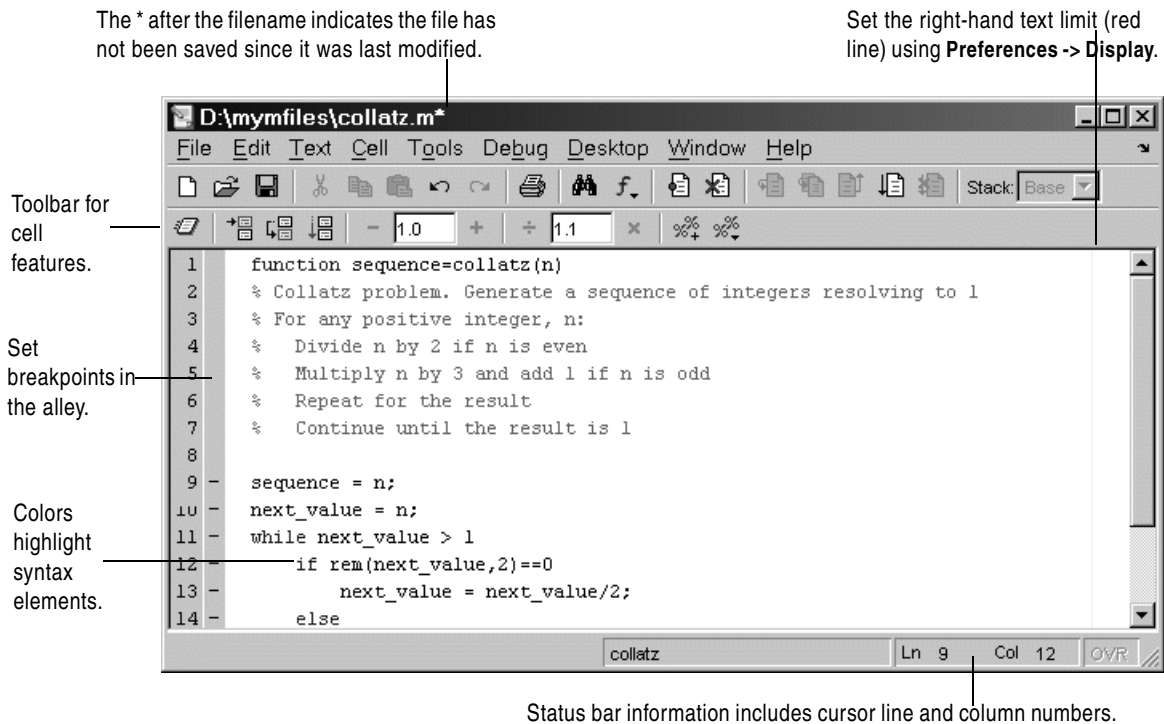 The * after the filename indicates the file has
not been saved since it was last modified.
Set the right-hand text limit (red
line) using Preferences -> Display.
D:\mymfiles\collatz.m*
File Edit Text Cell Tools Debug Desktop Window Help
Stack: Base
Toolbar for
cell
features.
1.0
1.1
1 function sequence=collatz(n)
2 % Collatz problem. Generate a sequence of integers resolving to 1
3 % For any positive integer, n:
4 % Divide n by 2 if n is even
5 % Multiply n by 3 and add 1 if n is odd
6 % Repeat for the result
7 % Continue until the result is 1
8
9 - sequence = n;
10 - next_value = n;
11 - while next_value > 1
12 - if rem(next_value,2)==0
13 - next_value = next_value/2;
14 - else
Set
breakpoints in
the alley.
Colors
highlight
syntax
elements.
collatz
Ln 9 Col 12 OVR
Status bar information includes cursor line and column numbers.